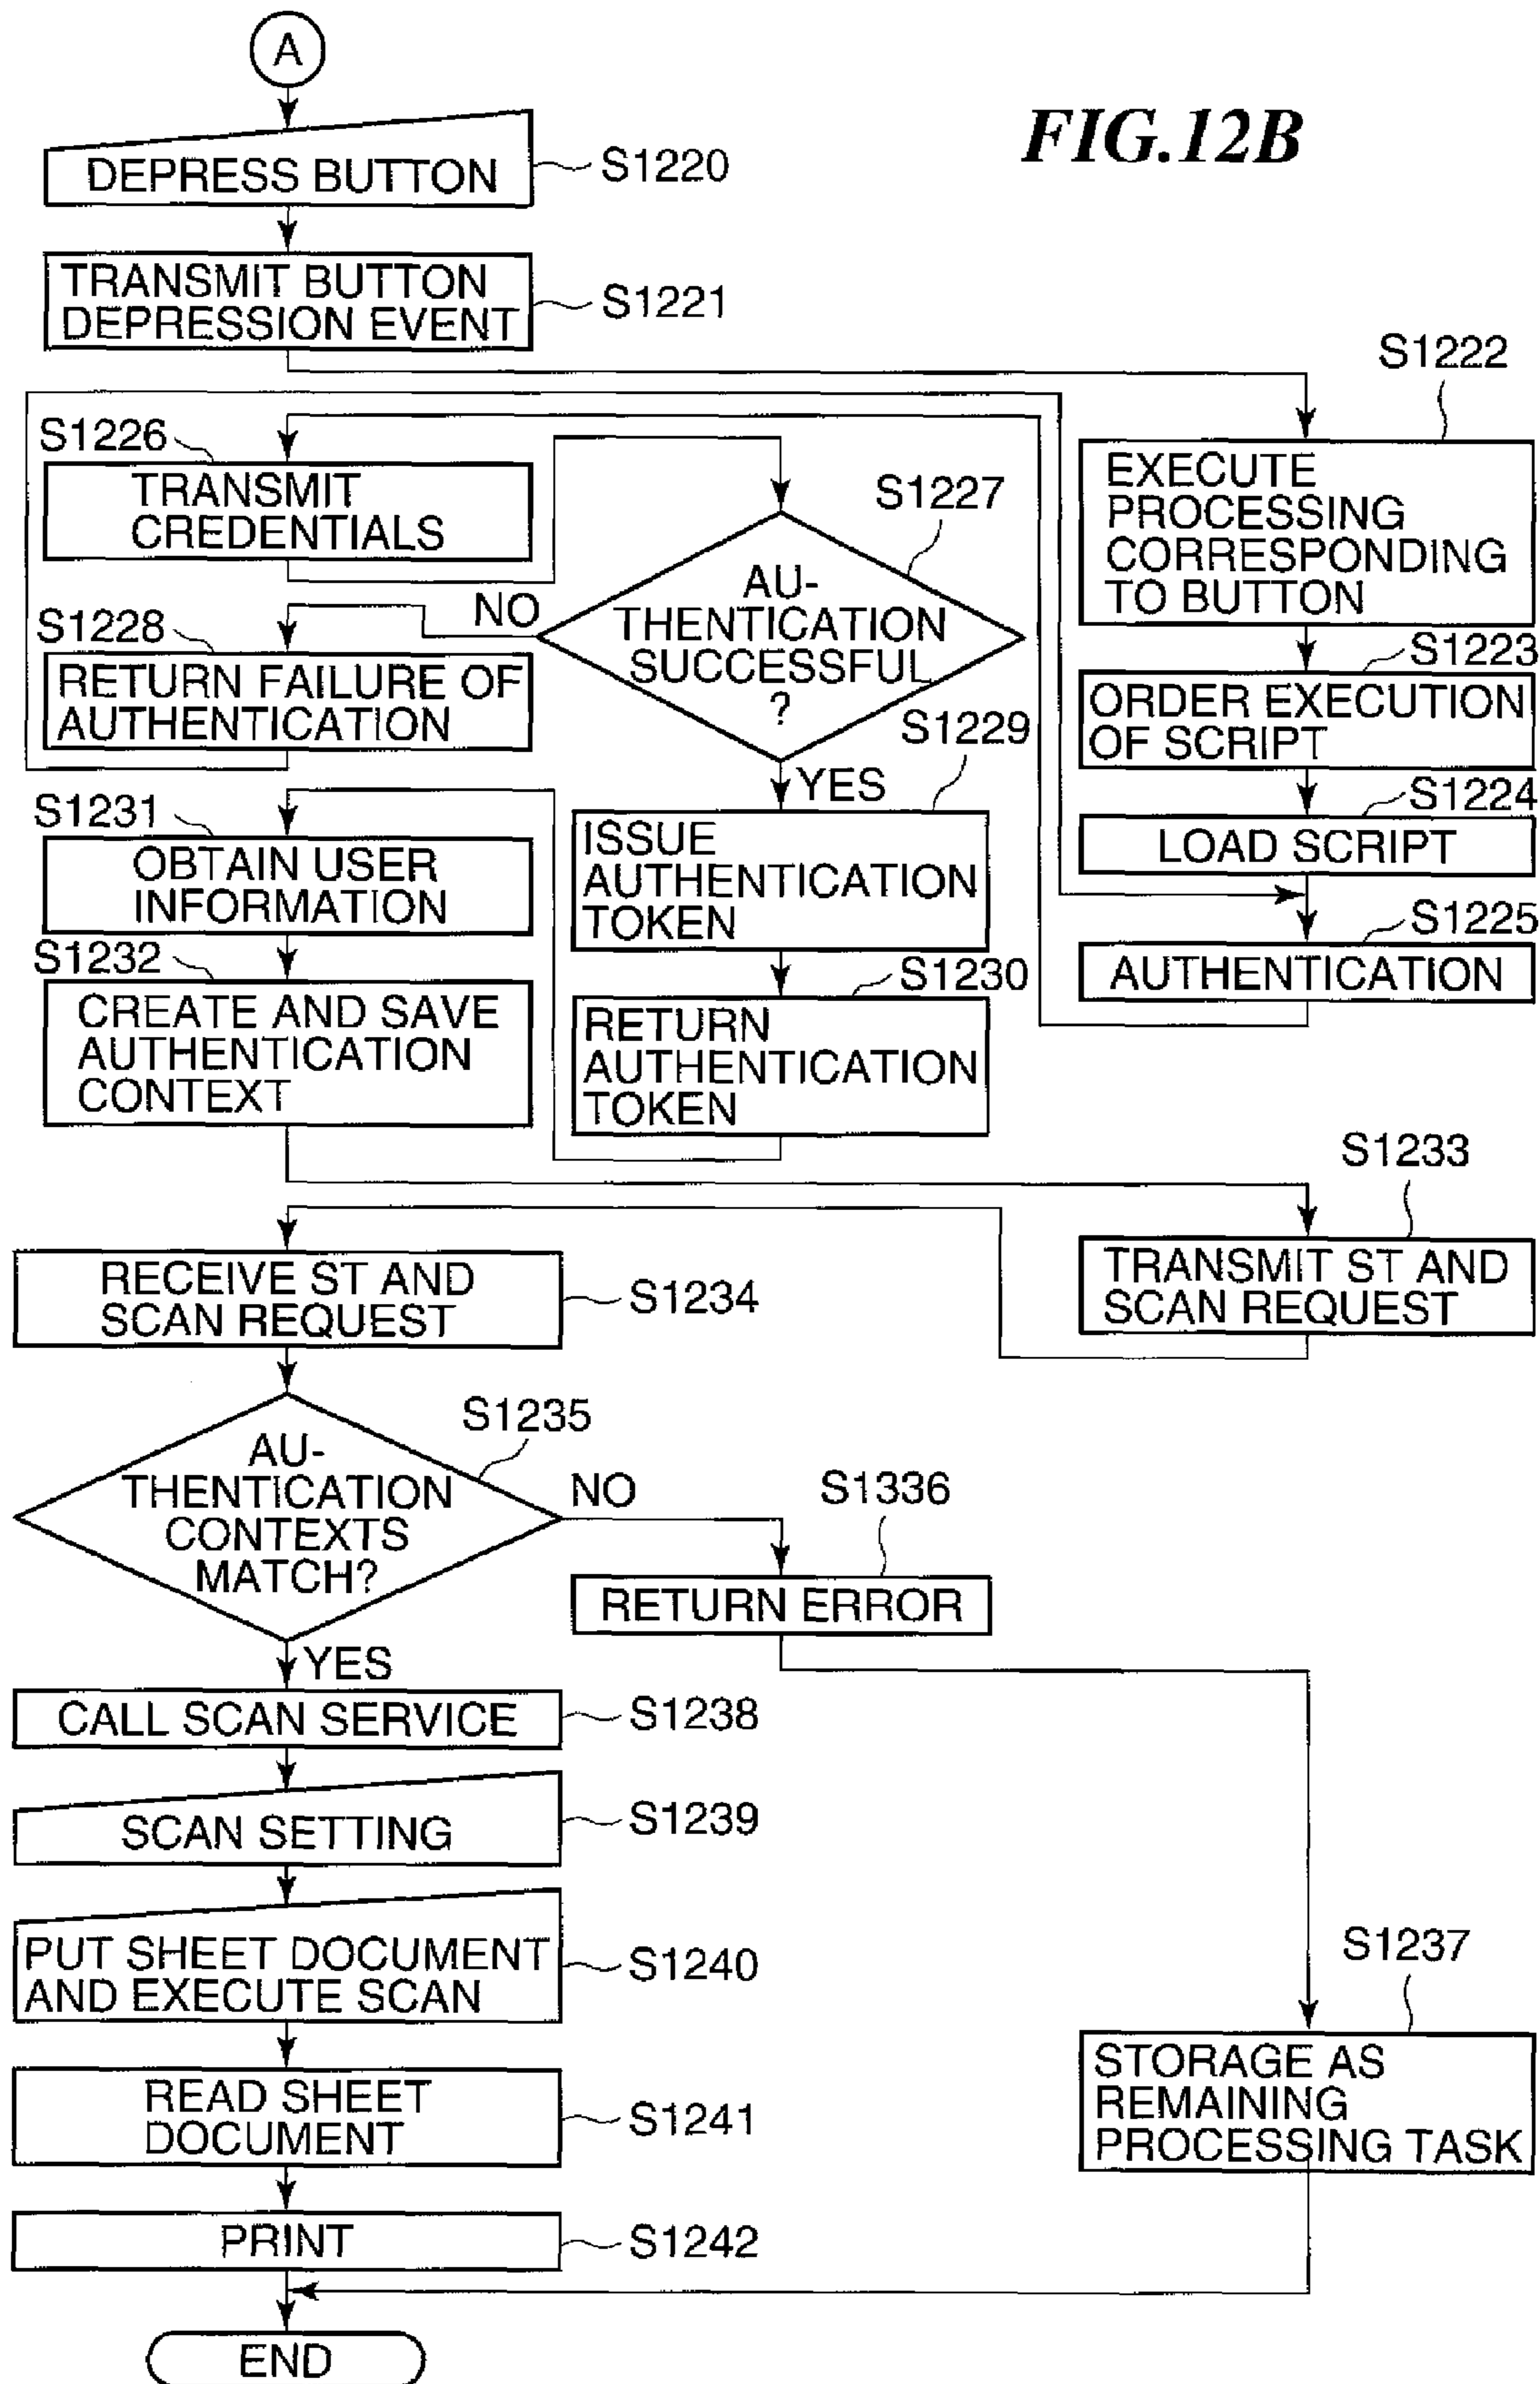 A
FIG.12B
DEPRESS BUTTON
S1220
TRANSMIT BUTTON
DEPRESSION EVENT
S1221
S1222
EXECUTE
PROCESSING
CORRESPONDING
TO BUTTON
S1223
ORDER EXECUTION
OF SCRIPT
S1224
LOAD SCRIPT
S1225
AUTHENTICATION
S1226
TRANSMIT
CREDENTIALS
S1227
AU-
THENTICATION
SUCCESSFUL
?
NO
S1228
RETURN FAILURE OF
AUTHENTICATION
YES
S1229
ISSUE
AUTHENTICATION
TOKEN
S1230
RETURN
AUTHENTICATION
TOKEN
S1231
OBTAIN USER
INFORMATION
S1232
CREATE AND SAVE
AUTHENTICATION
CONTEXT
S1233
TRANSMIT ST AND
SCAN REQUEST
RECEIVE ST AND
SCAN REQUEST
S1234
S1235
AU-
THENTICATION
CONTEXTS
MATCH?
NO
S1336
RETURN ERROR
YES
CALL SCAN SERVICE
S1238
SCAN SETTING
S1239
PUT SHEET DOCUMENT
AND EXECUTE SCAN
S1240
S1237
STORAGE AS
REMAINING
PROCESSING TASK
READ SHEET
DOCUMENT
S1241
PRINT
S1242
END